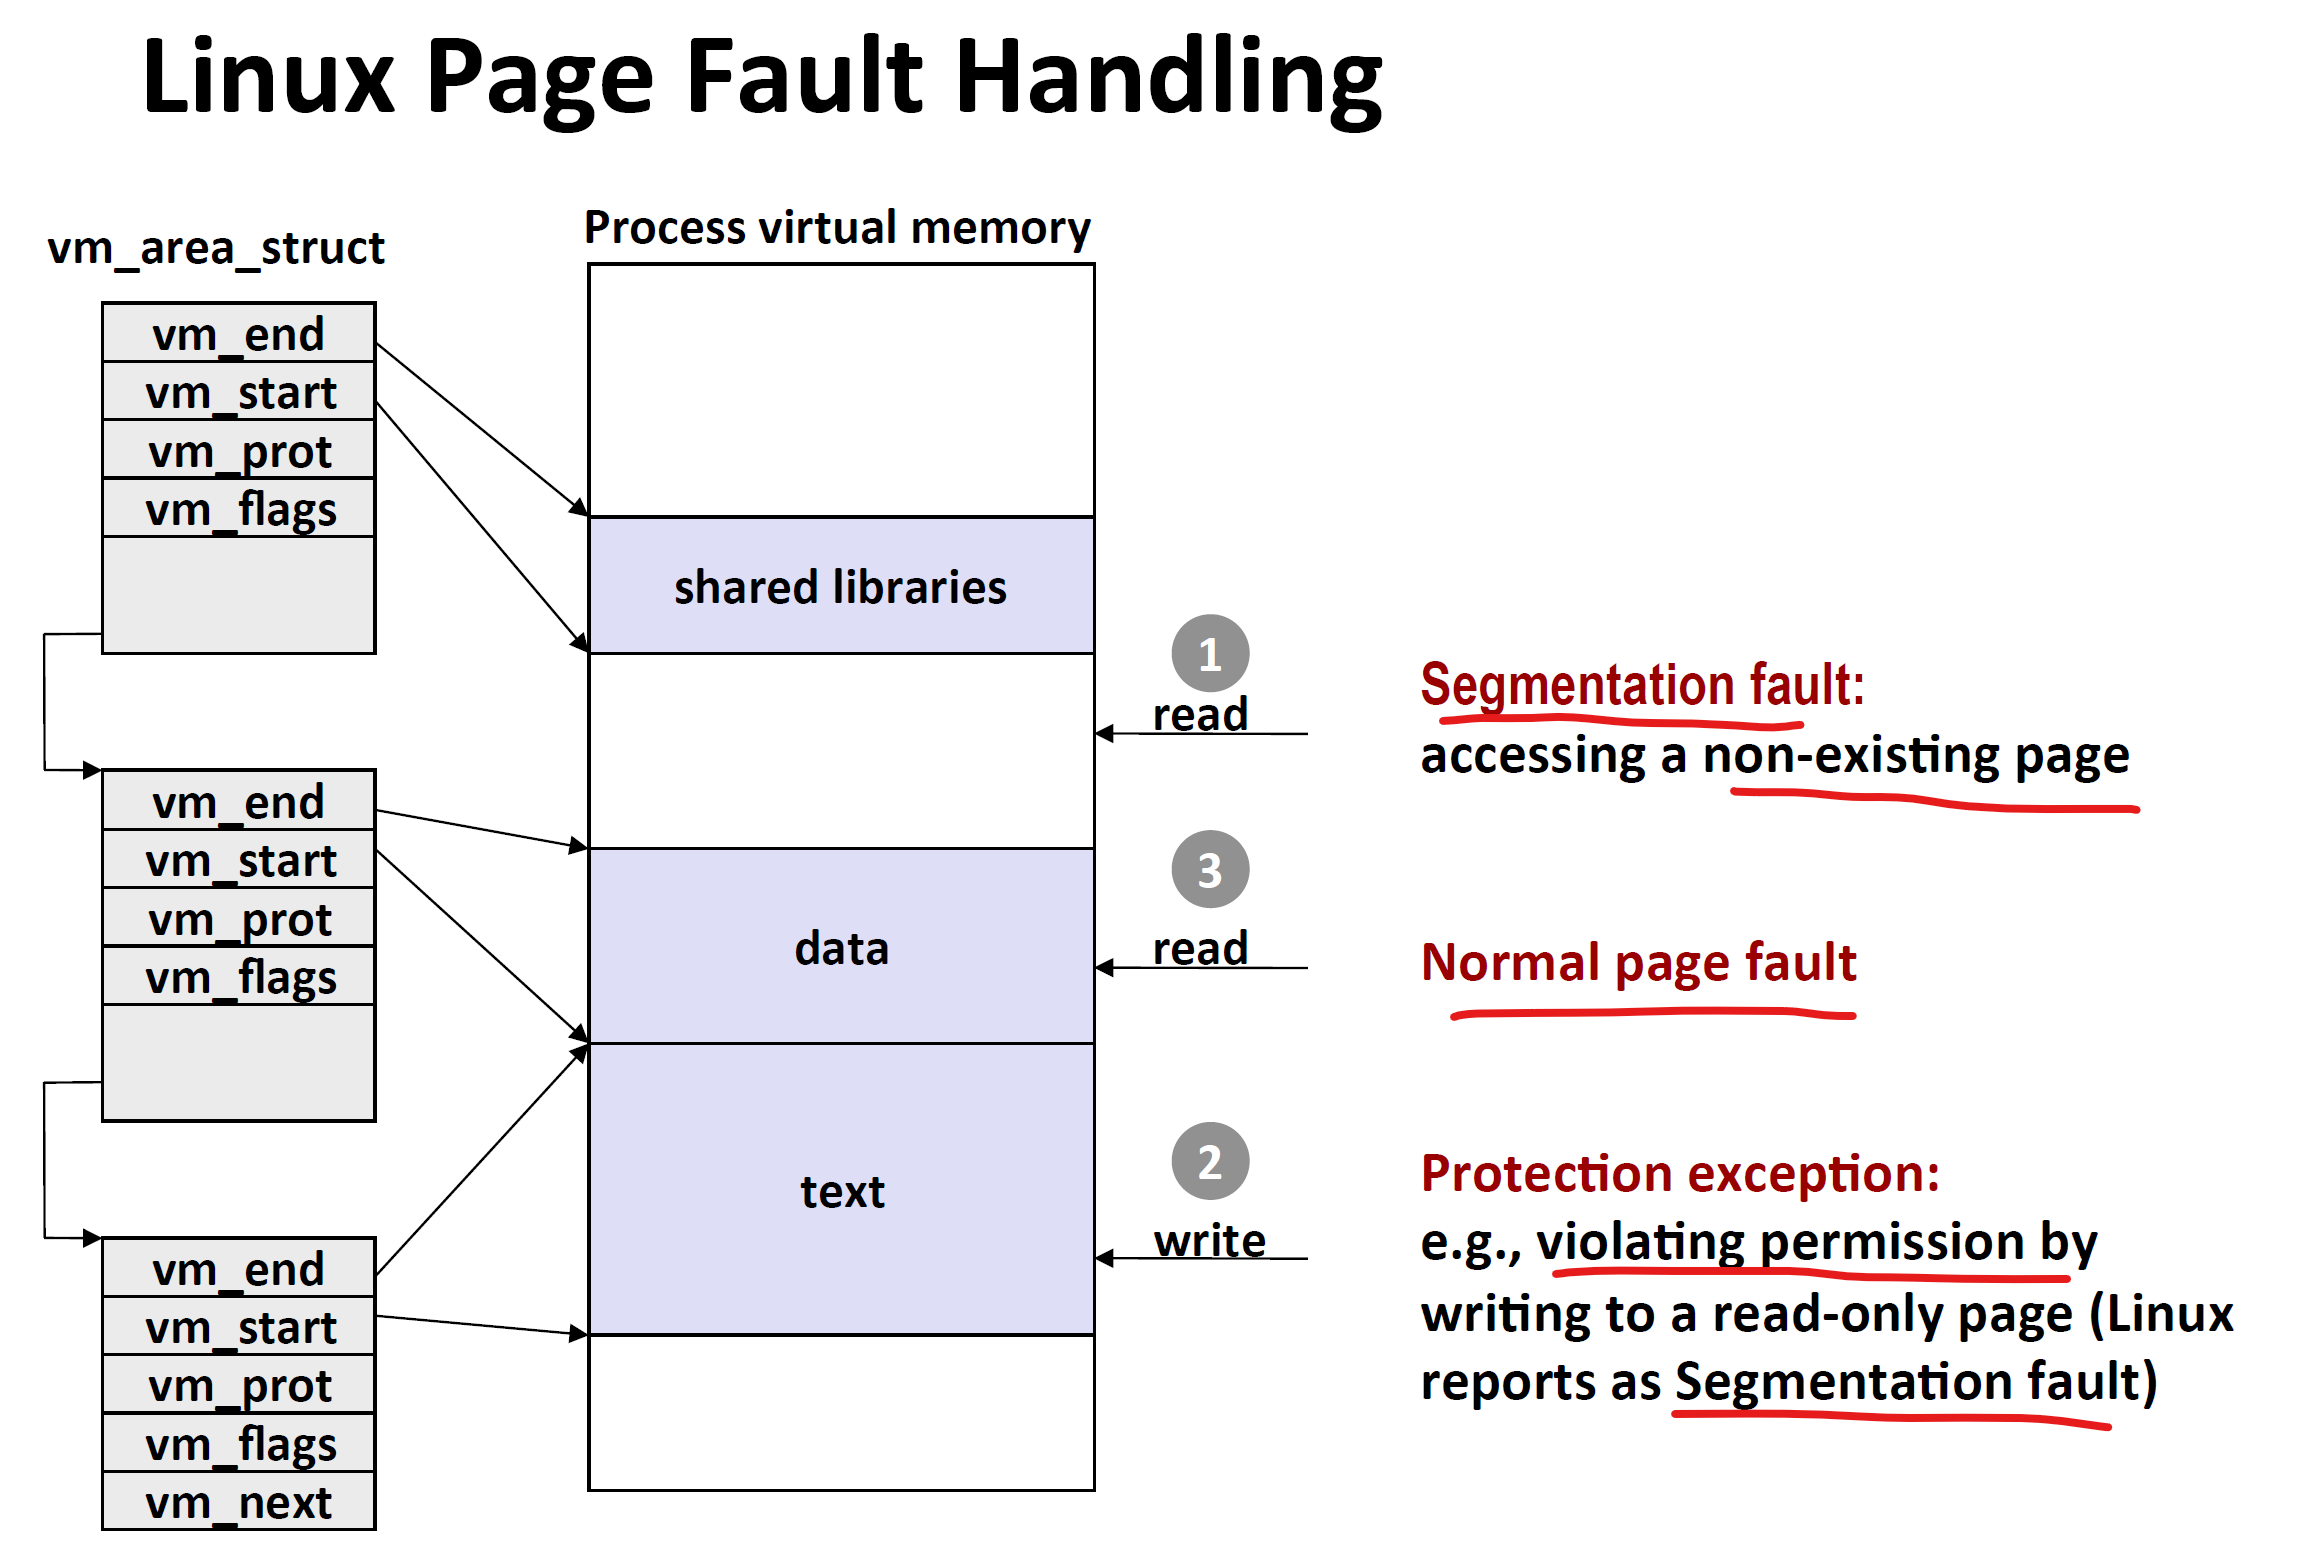 Linux Page Fault Handling
vm_area_struct
Process virtual memory
vm_end
vm_start
vm_prot
vm_flags
vm_end
vm_start
vm_prot
vm_flags
vm_end
vm_start
vm_prot
vm_flags
vm_next
shared libraries
data
text
1
read
Segmentation fault:
accessing a non-existing page
3
read
Normal page fault
2
write
Protection exception:
e.g., violating permission by
writing to a read-only page (Linux
reports as Segmentation fault)